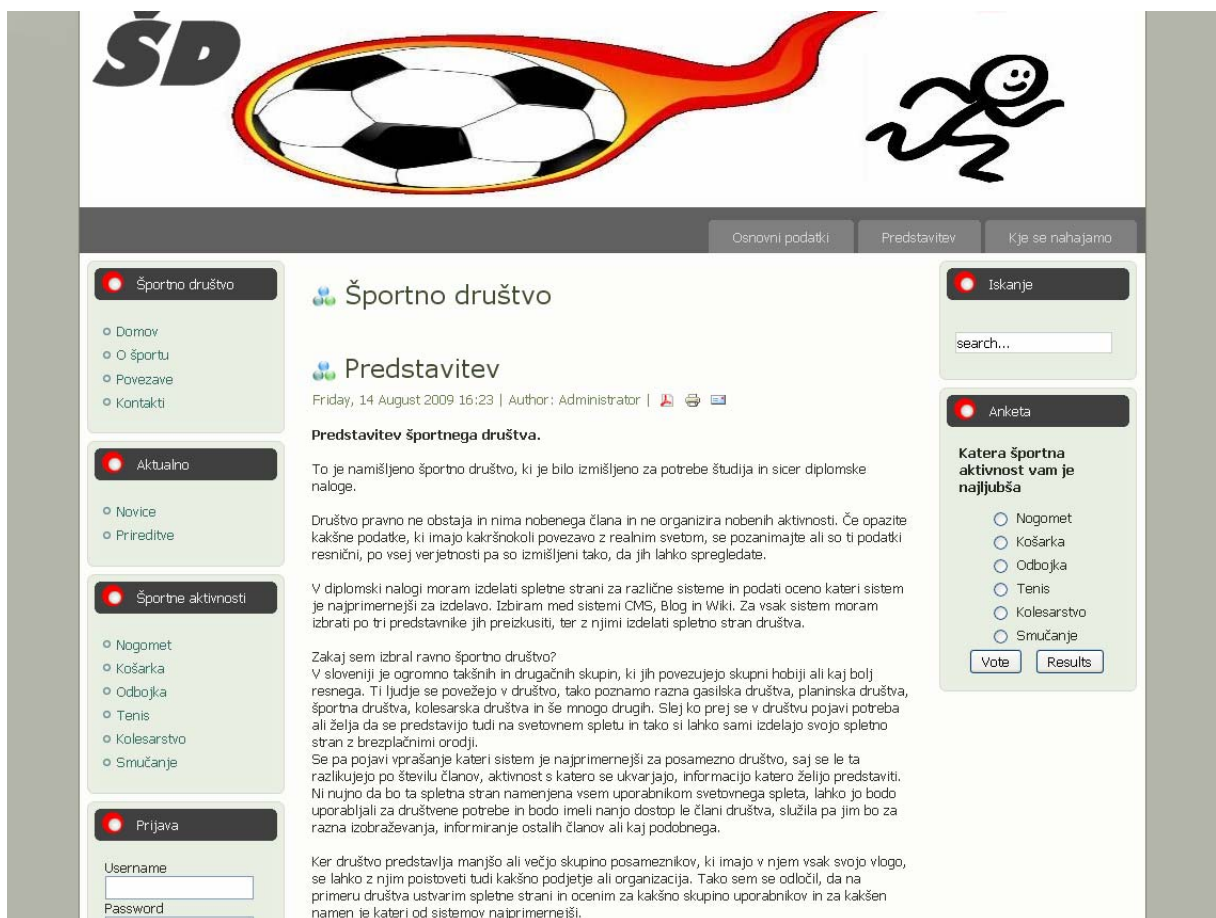 ŠD
Osnovni podatki
Predstavitev
Kje se nahajamo
Športno društvo
Domov
O športu
Povezave
Kontakti
Aktualno
Novice
Prireditve
Športne aktivnosti
Nogomet
Košarka
Odbojka
Tenis
Kolesarstvo
Smučanje
Prijava
Username
Password
Športno društvo
Predstavitev
Friday, 14 August 2009 16:23 | Author: Administrator |
Predstavitev športnega društva.
To je namišljeno športno društvo, ki je bilo izmišljeno za potrebe študija in sicer diplomske
naloge.
Društvo pravno ne obstaja in nima nobenega člana in ne organizira nobenih aktivnosti. Če opazite
kakšne podatke, ki imajo kakršnokoli povezavo z realnim svetom, se pozanimajte ali so ti podatki
resnični, po vsej verjetnosti pa so izmišljeni tako, da jih lahko spregledate.
V diplomski nalogi moram izdelati spletne strani za različne sisteme in podati oceno kateri sistem
je najprimernejši za izdelavo. Izbiram med sistemi CMS, Blog in Wiki. Za vsak sistem moram
izbrati po tri predstavnike jih preizkusiti, ter z njimi izdelati spletno stran društva.
Zakaj sem izbral ravno športno društvo?
V sloveniji je ogromno takšnih in drugačnih skupin, ki jih povezujejo skupni hobiji ali kaj bolj
resnega. Ti ljudje se povežejo v društvo, tako poznamo razna gasilska društva, planinska društva,
športna društva, kolesarska društva in še mnogo drugih. Slej ko prej se v društvu pojavi potreba
ali želja da se predstavijo tudi na svetovnem spletu in tako si lahko sami izdelajo svojo spletno
stran z brezplačnimi orodji.
Se pa pojavi vprašanje kateri sistem je najprimernejši za posamezno društvo, saj se le ta
razlikujejo po številu članov, aktivnost s katero se ukvarjajo, informacijo katero želijo predstaviti.
Ni nujno da bo ta spletna stran namenjena vsem uporabnikom svetovnega spleta, lahko jo bodo
uporabljali za društvene potrebe in bodo imeli nanjo dostop le člani društva, služila pa jim bo za
razna izobraževanja, informiranje ostalih članov ali kaj podobnega.
Ker društvo predstavlja manjšo ali večjo skupino posameznikov, ki imajo v njem vsak svojo vlogo,
se lahko z njim poistoveti tudi kakšno podjetje ali organizacija. Tako sem se odločil, da na
primeru društva ustvarim spletne strani in ocenim za kakšno skupino uporabnikov in za kakšen
namen je kateri od sistemov najprimernejši.
Iskanje
search...
Anketa
Katera športna
aktivnost vam je
najljubša
Nogomet
Košarka
Odbojka
Tenis
Kolesarstvo
Smučanje
Vote
Results